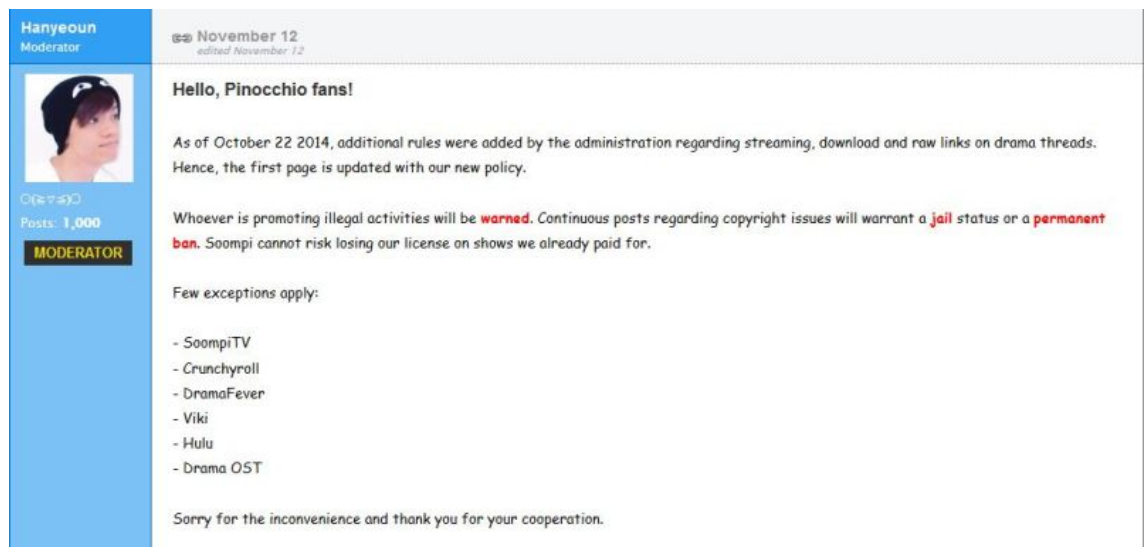 Hanyeoun
Moderator
November 12
edited November 12
Hello, Pinocchio fans!
As of October 22 2014, additional rules were added by the administration regarding streaming, download and raw links on drama threads.
Hence, the first page is updated with our new policy.
Whoever is promoting illegal activities will be warned. Continuous posts regarding copyright issues will warrant a jail status or a permanent
ban. Soompi cannot risk losing our license on shows we already paid for.
Few exceptions apply:
- SoompiTV
- Crunchyroll
- DramaFever
- Viki
- Hulu
- Drama OST
Sorry for the inconvenience and thank you for your cooperation.
Posts: 1,000
MODERATOR